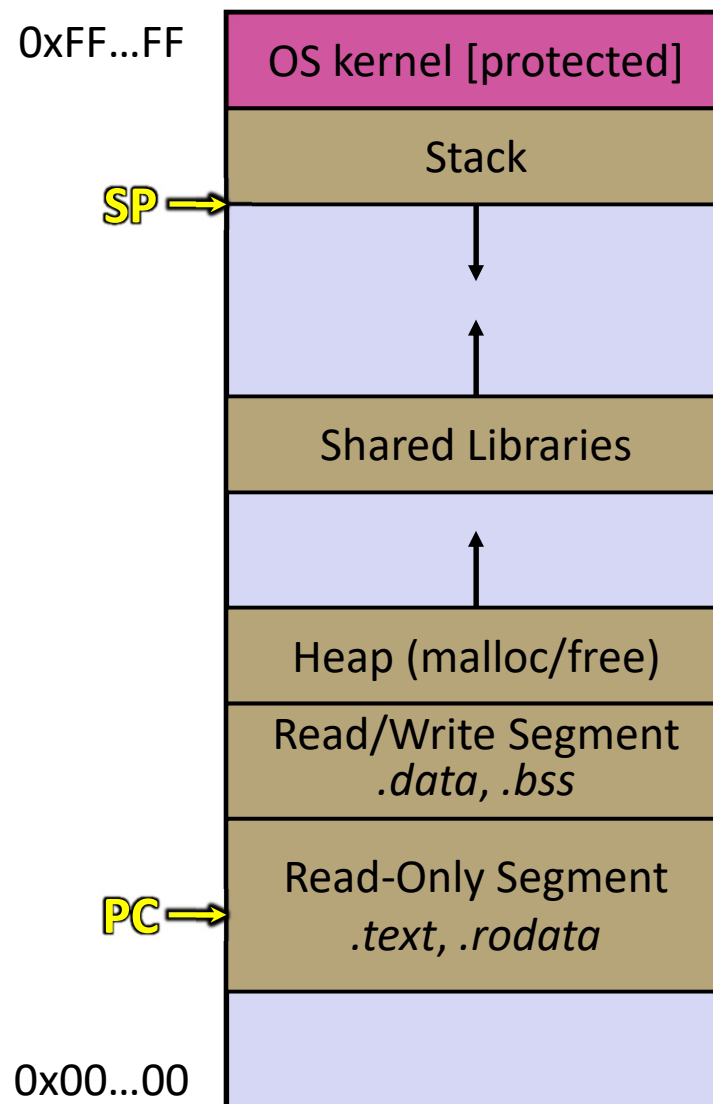 0xFF…FF
OS kernel [protected]
Stack
SP
Shared Libraries
Heap (malloc/free)
Read/Write Segment
.data, .bss
Read-Only Segment
PC
.text, .rodata
0x00…00